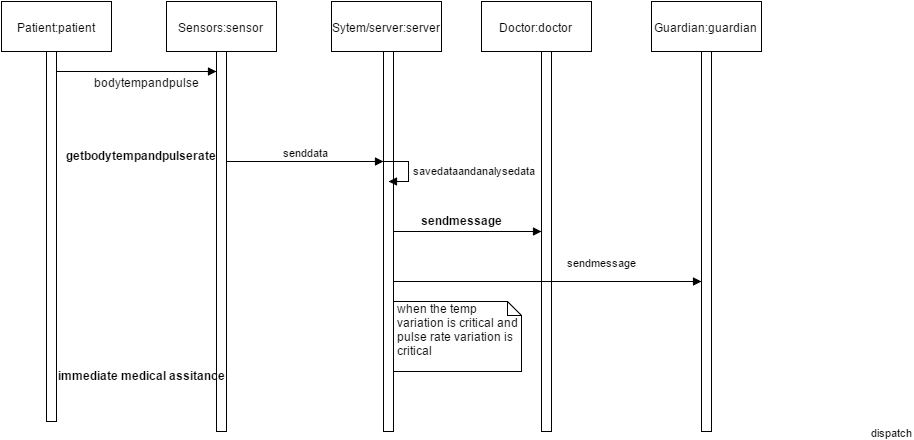 Patient:patient
Sensors:sensor
Sytem/server:server
Doctor:doctor
Guardian:guardian
bodytempandpulse
getbodytempandpulserate
senddata
savedataandanalysedata
sendmessage
sendmessage
when the temp
variation is critical and
pulse rate variation is
critical
immediate medical assitance
dispatch